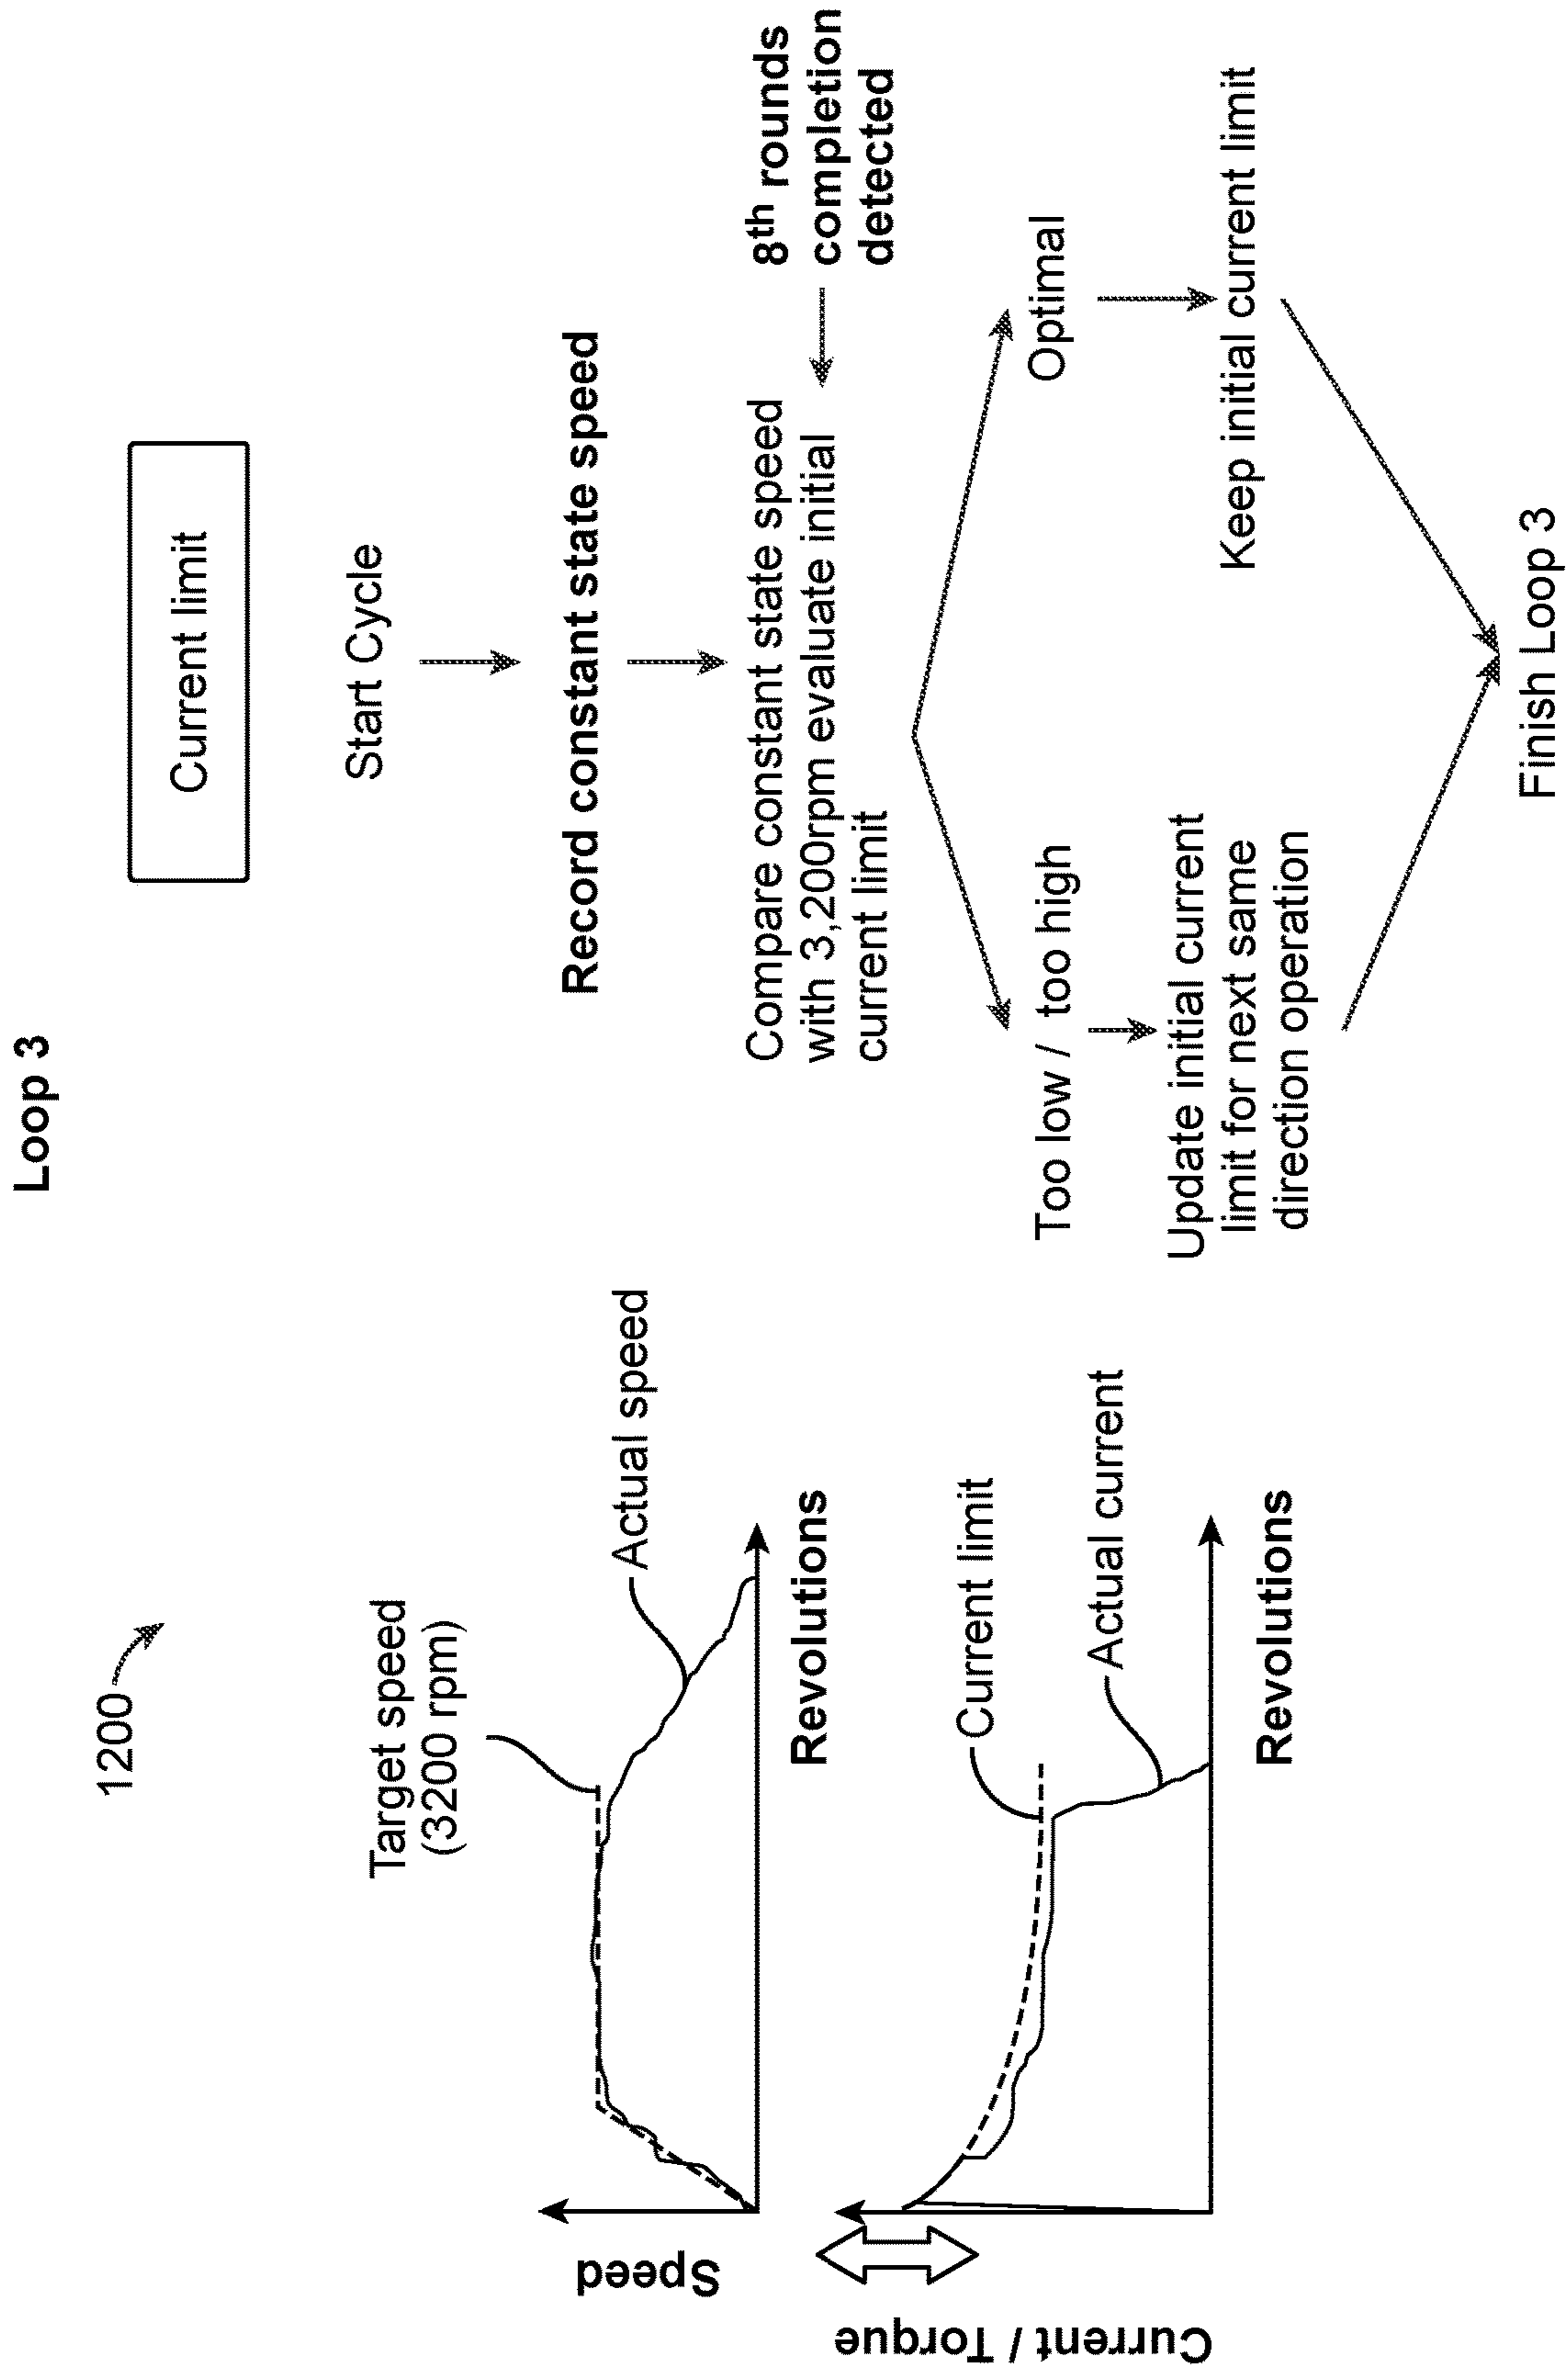 Loop 3
1200
Target speed
(3200 rpm)
Actual speed
Speed
Revolutions
Current limit
Actual current
Current / Torque
Revolutions
Current limit
Start Cycle
Record constant state speed
Compare constant state speed
with 3,200rpm evaluate initial
current limit
8th rounds
completion
detected
Too low / too high
Optimal
Update initial current
limit for next same
direction operation
Keep initial current limit
Finish Loop 3